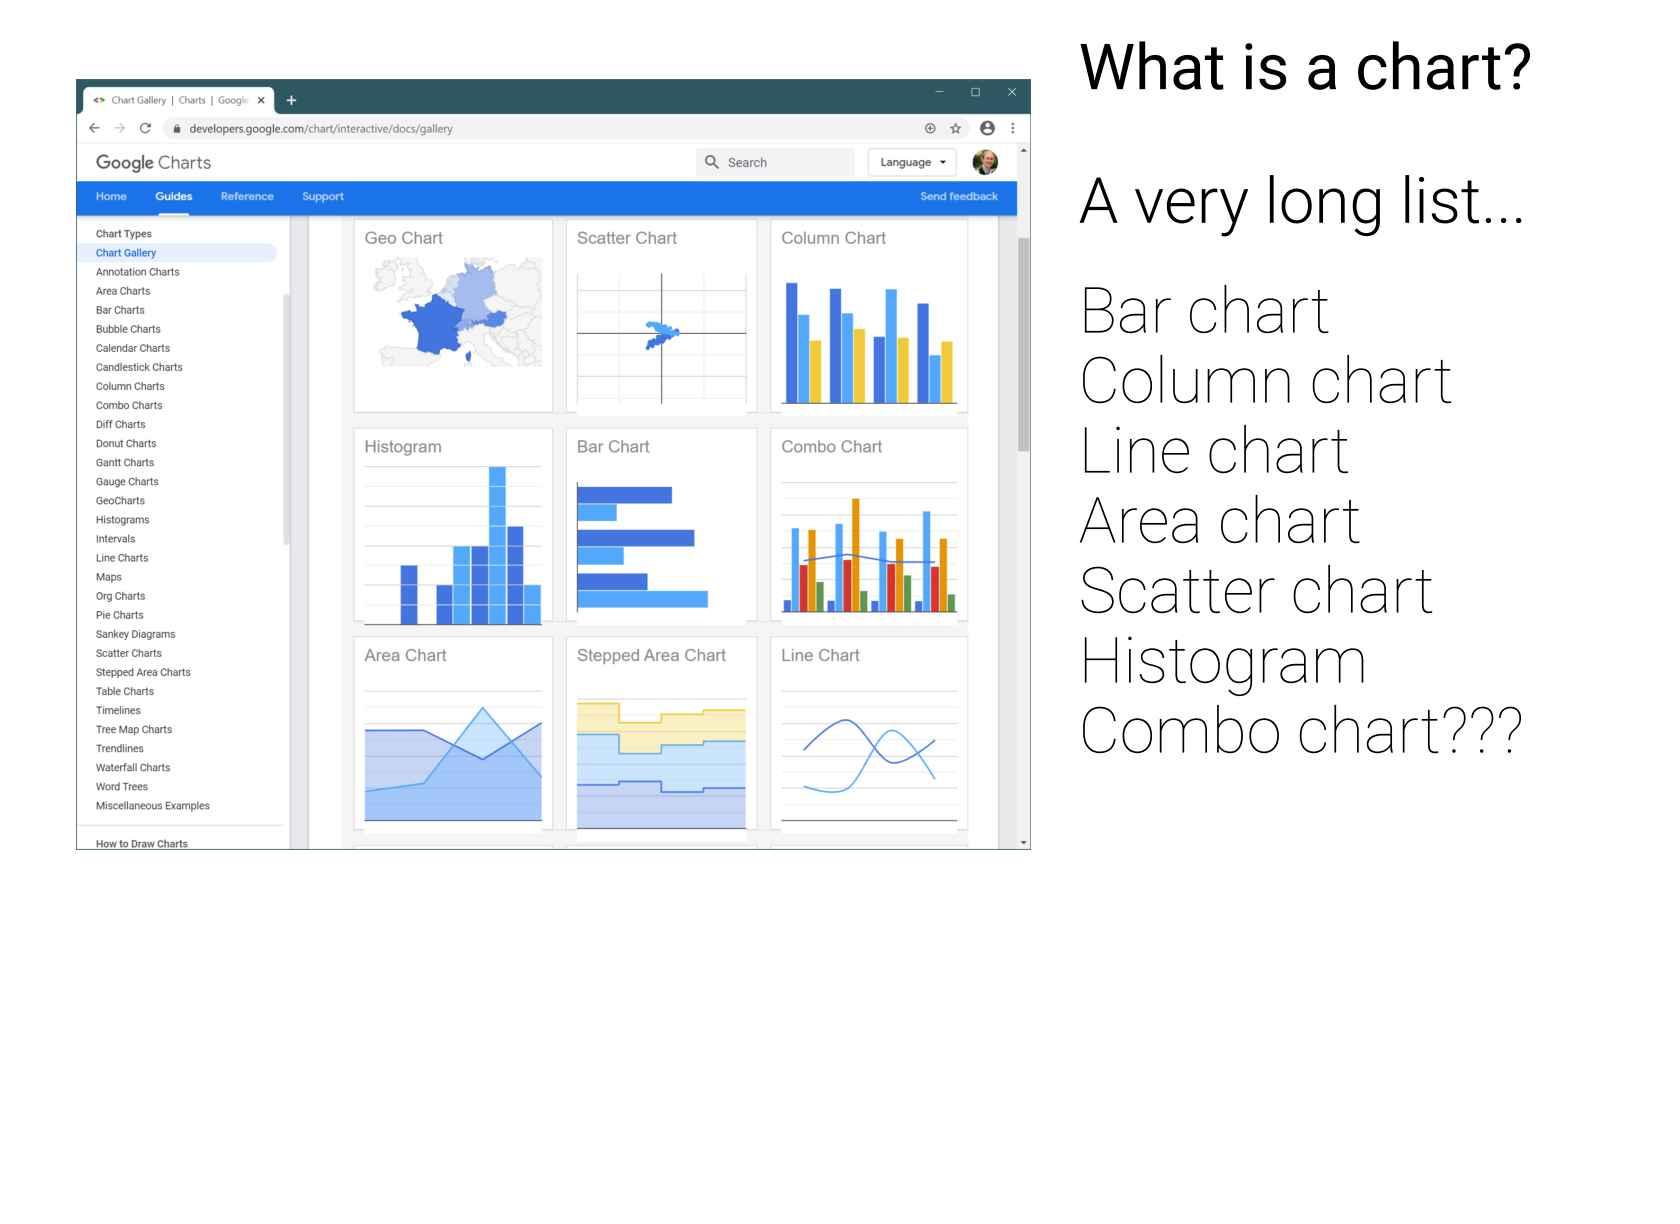 What is a chart?
A very long list...
Bar chart
Column chart
Line chart
Area chart
Scatter chart
Histogram
Combo chart???
Chart Gallery | Charts | Google
developers.google.com/chart/interactive/docs/gallery
Google Charts
Search
Language
Home Guides Reference Support Send feedback
Chart Types
Chart Gallery
Annotation Charts
Area Charts
Bar Charts
Bubble Charts
Calendar Charts
Candlestick Charts
Column Charts
Combo Charts
Diff Charts
Donut Charts
Gantt Charts
Gauge Charts
GeoCharts
Histograms
Intervals
Line Charts
Maps
Org Charts
Pie Charts
Sankey Diagrams
Scatter Charts
Stepped Area Charts
Table Charts
Timelines
Tree Map Charts
Trendlines
Waterfall Charts
Word Trees
Miscellaneous Examples
How to Draw Charts
Geo Chart
Scatter Chart
Column Chart
Histogram
Bar Chart
Combo Chart
Area Chart
Stepped Area Chart
Line Chart